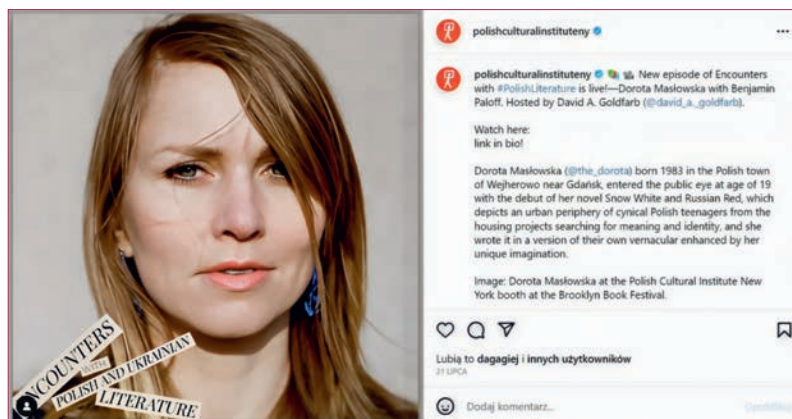 ENCOUNTERS
WITH
POLISH AND UKRAINIAN
LITERATURE
polishculturalinstituteny
polishculturalinstituteny New episode of Encounters
with #PolishLiterature is live!—Dorota Masłowska with Benjamin
Paloff. Hosted by David A. Goldfarb (@david_a._goldfarb).
Watch here:
link in bio!
Dorota Masłowska (@the_dorota) born 1983 in the Polish town
of Wejherowo near Gdańsk, entered the public eye at age of 19
with the debut of her novel Snow White and Russian Red, which
depicts an urban periphery of cynical Polish teenagers from the
housing projects searching for meaning and identity, and she
wrote it in a version of their own vernacular enhanced by her
unique imagination.
Image: Dorota Masłowska at the Polish Cultural Institute New
York booth at the Brooklyn Book Festival.
Lubią to dagagiej i innych użytkowników
21 LIPCA
Dodaj komentarz...
Opublikuj